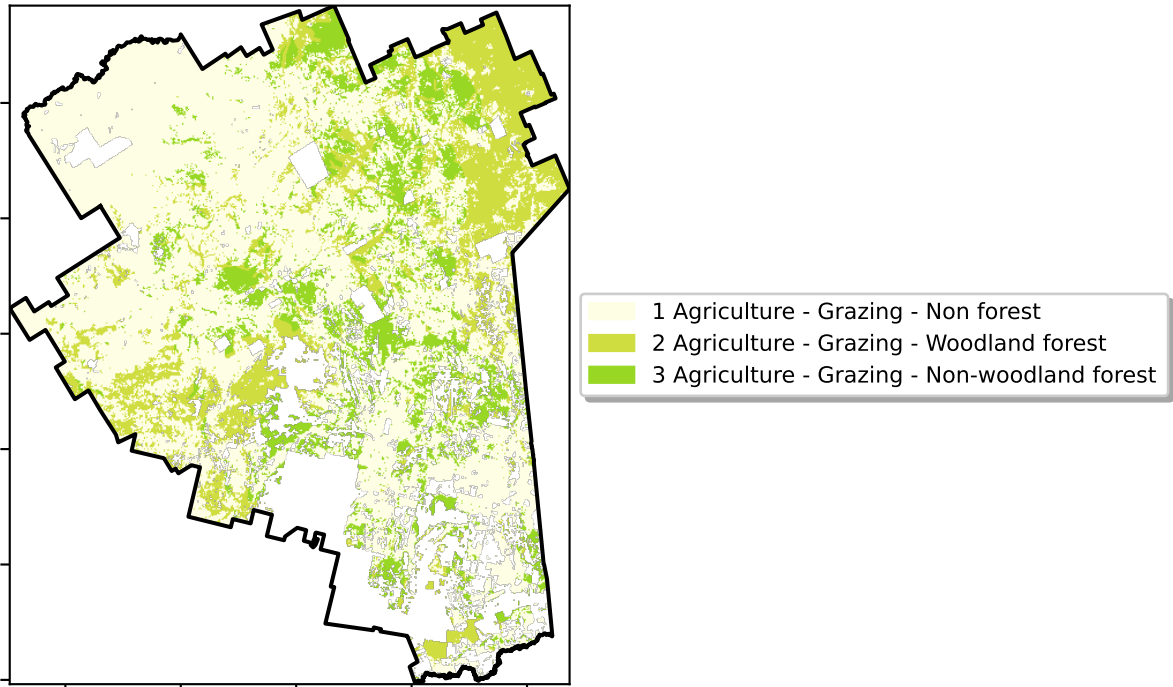 1 Agriculture - Grazing - Non forest
2 Agriculture - Grazing - Woodland forest
3 Agriculture - Grazing - Non-woodland forest